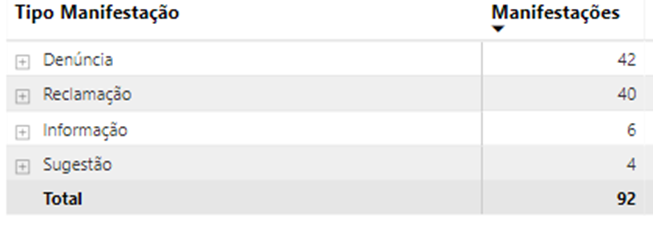 Tipo Manifestação Manifestações
Denúncia 42
Reclamação 40
Informação 6
Sugestão 4
Total 92